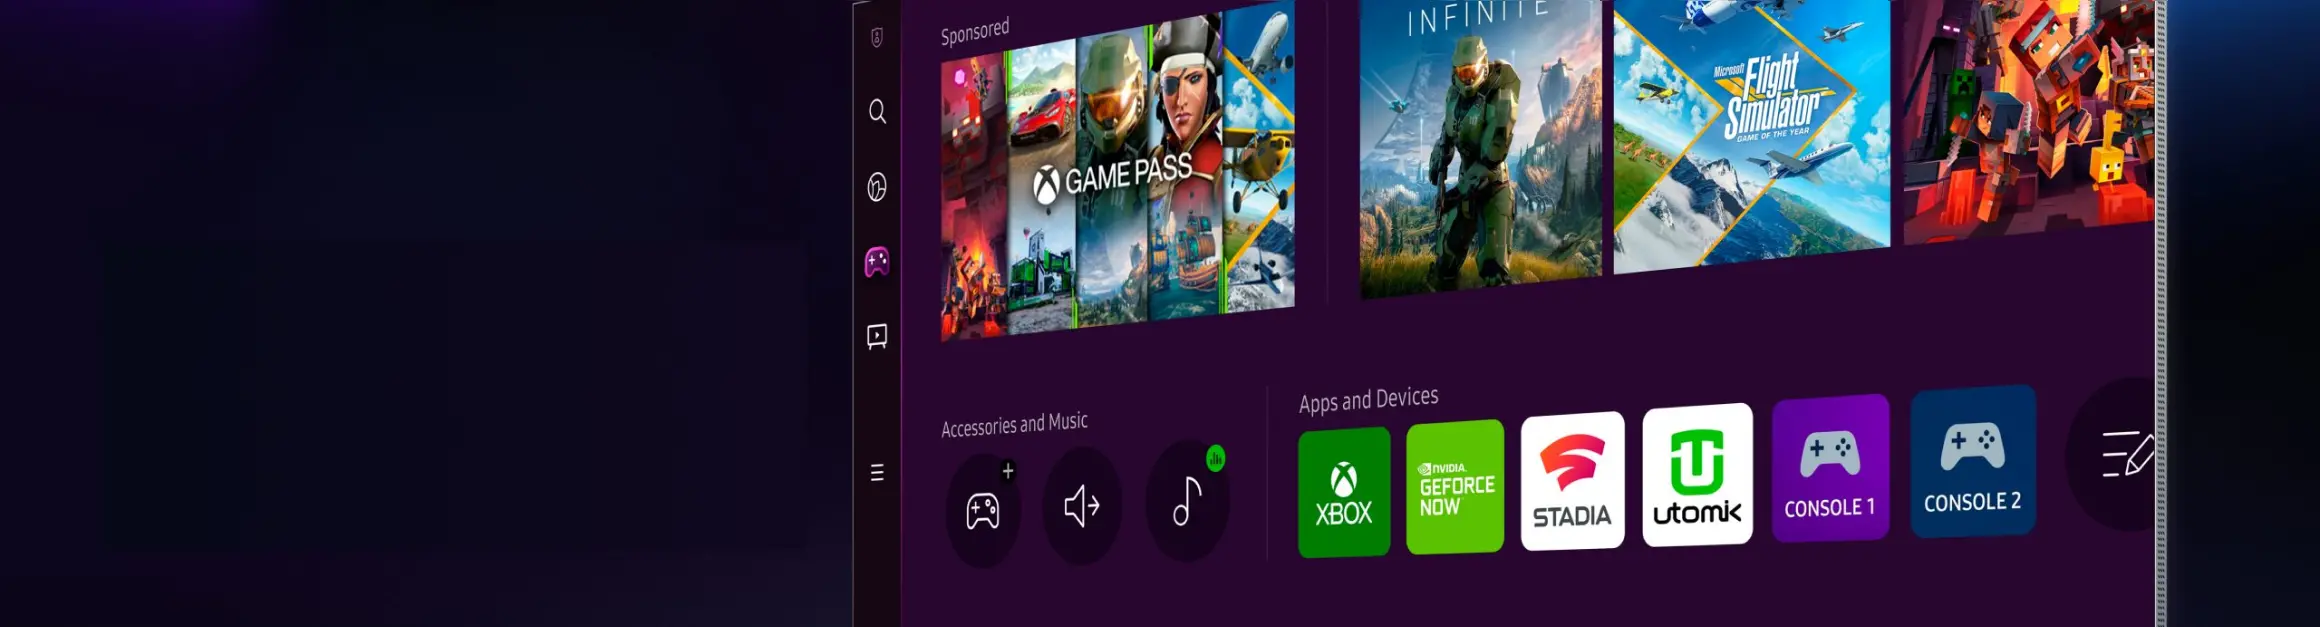 Sponsored
GAME PASS
INFINITE
Microsoft
Flight
Simulator
GAME OF THE YEAR
Accessories and Music
Apps and Devices
XBOX
NVIDIA.
GEFORCE
NOW
STADIA
utomik
CONSOLE 1
CONSOLE 2